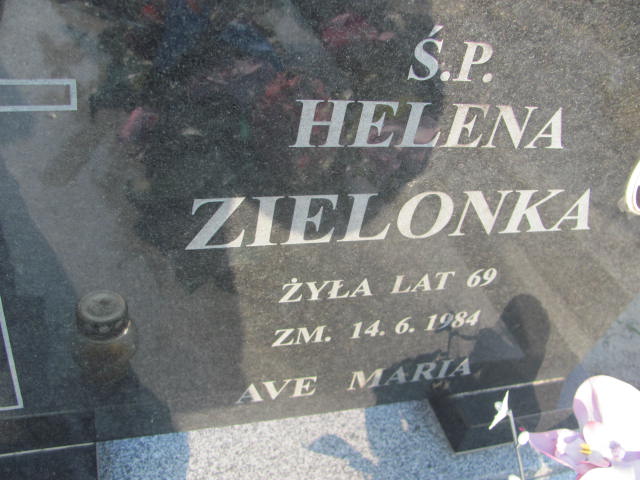 Ś.P.
HELENA
ZIELONKA
ŻYŁA LAT 69
ZM. 14.6.1984
AVE MARIA